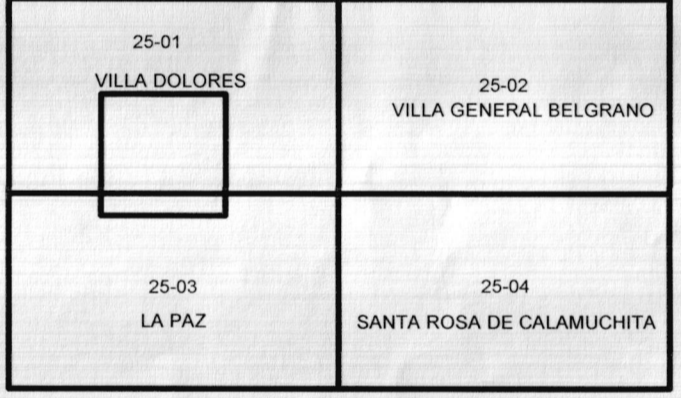 25-01
VILLA DOLORES
25-02
VILLA GENERAL BELGRANO
25-03
LA PAZ
25-04
SANTA ROSA DE CALAMUCHITA